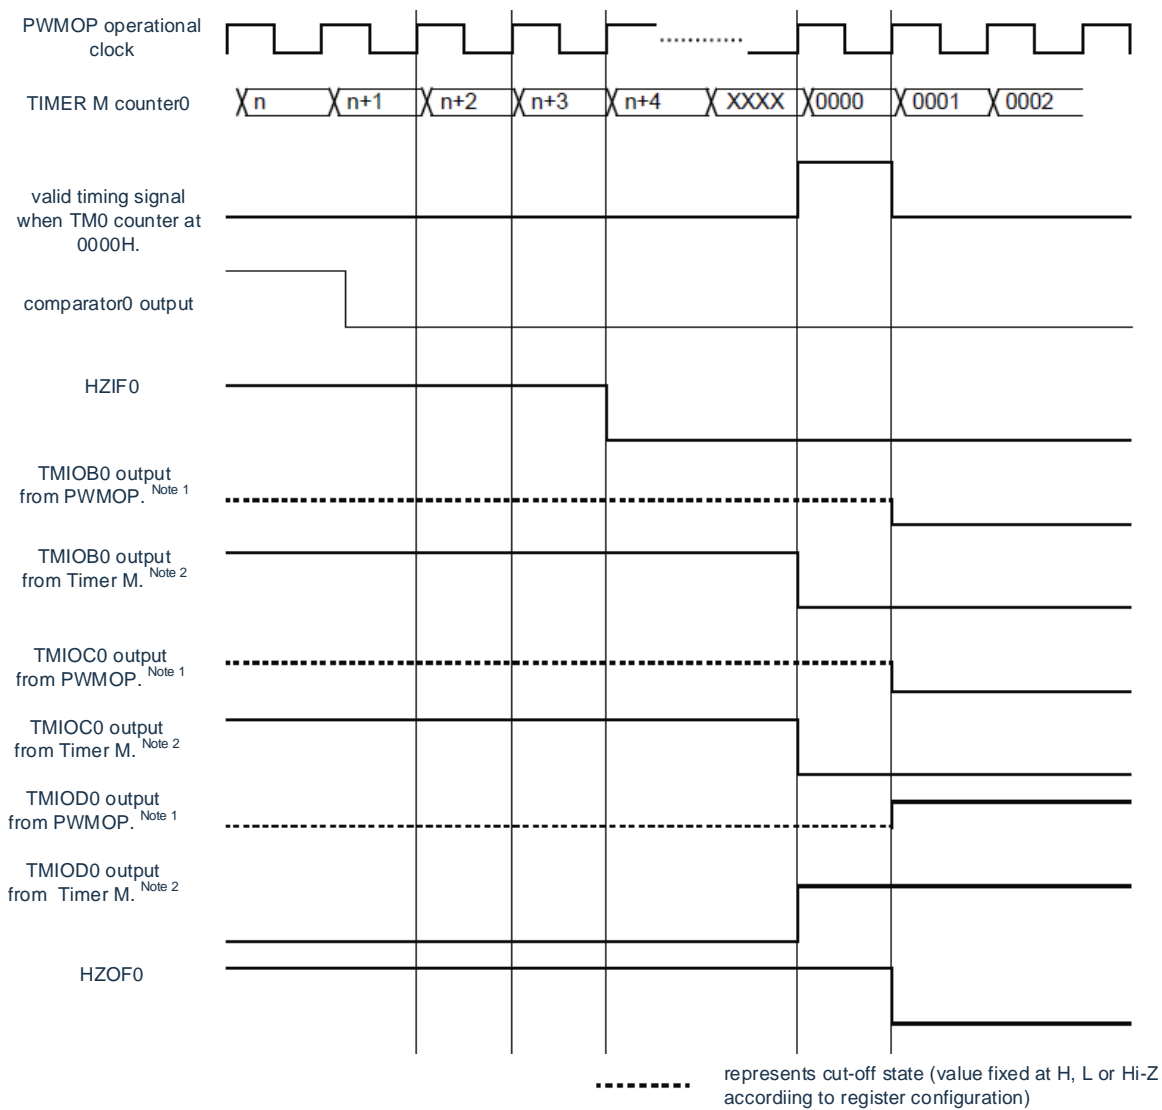 PWMOP operational
clock
TIMER M counter0
n
n+1
n+2
n+3
n+4
XXXX
0000
0001
0002
valid timing signal
when TM0 counter at
0000H.
comparator0 output
HZIF0
TMIOB0 output
from PWMOP. Note 1
TMIOB0 output
from Timer M. Note 2
TMIOC0 output
from PWMOP. Note 1
TMIOC0 output
from Timer M. Note 2
TMIOD0 output
from PWMOP. Note 1
TMIOD0 output
from Timer M. Note 2
HZOF0
represents cut-off state (value fixed at H, L or Hi-Z
accordiing to register configuration)